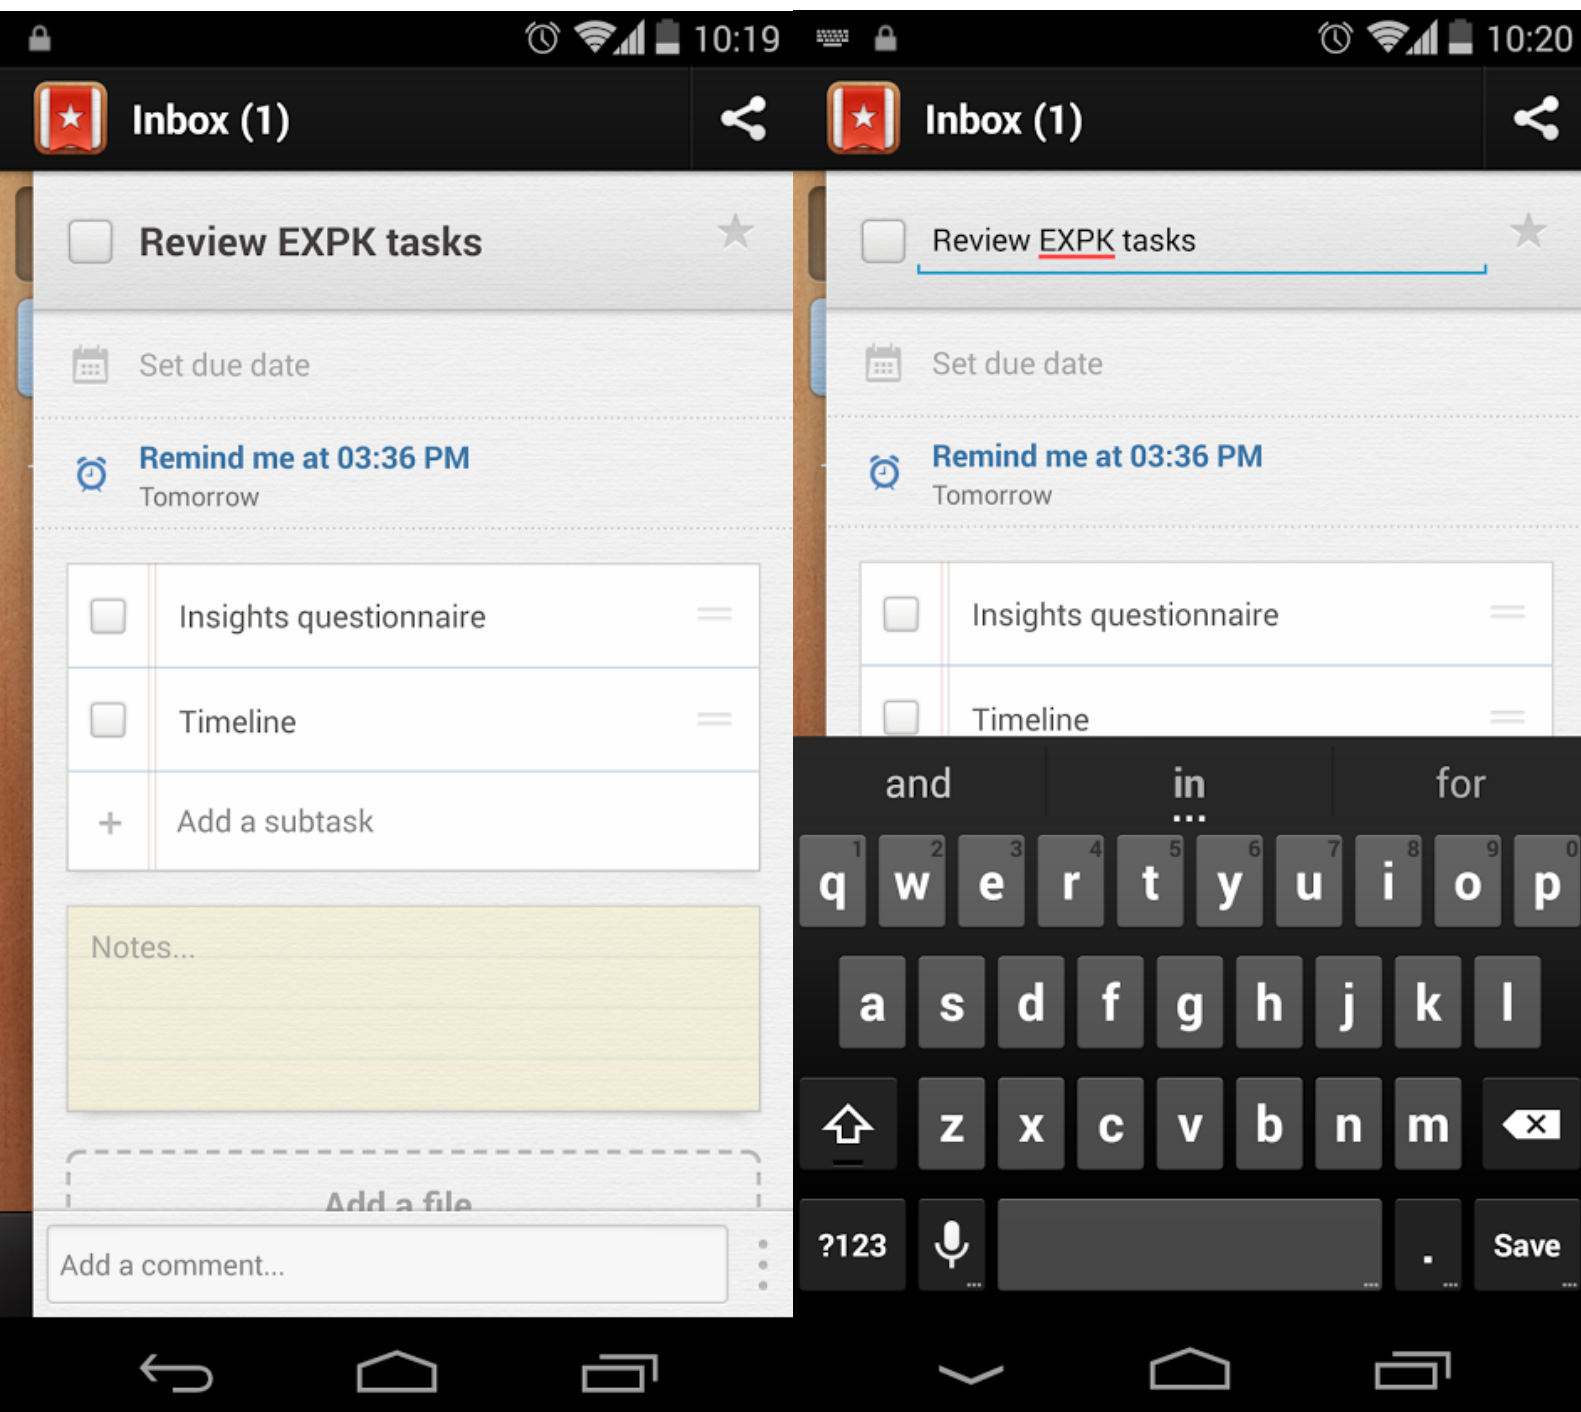 10:19
Inbox (1)
Review EXPK tasks
Set due date
Remind me at 03:36 PM
Tomorrow
Insights questionnaire
Timeline
+ Add a subtask
Notes...
Add a file
Add a comment...
10:20
Inbox (1)
Review EXPK tasks
Set due date
Remind me at 03:36 PM
Tomorrow
Insights questionnaire
Timeline
and in for
...
1 2 3 4 5 6 7 8 9 0
q w e r t y u i o p
a s d f g h j k l
z x c v b n m
?123 . Save